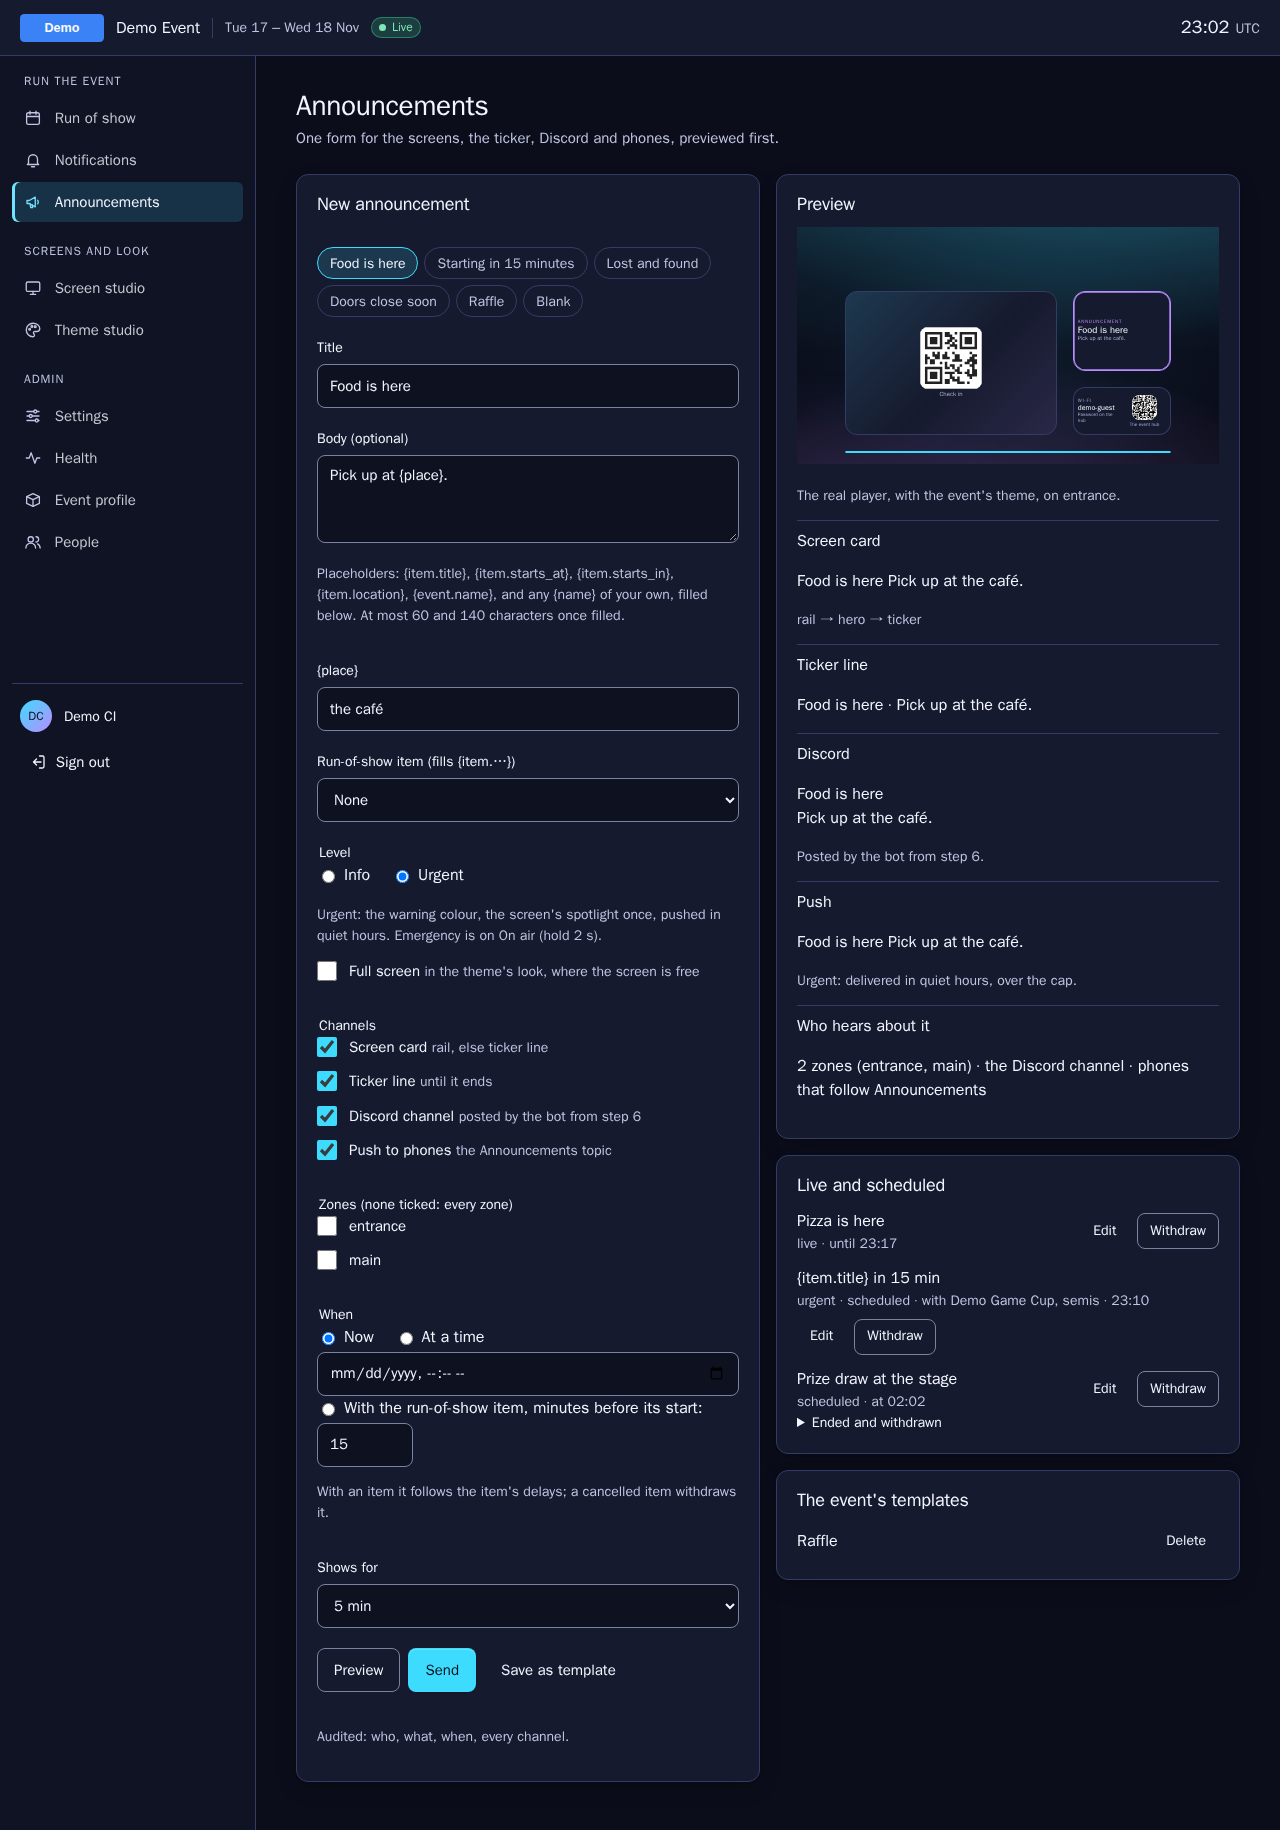 Demo
Demo Event
Tue 17 – Wed 18 Nov
Live
23:02 UTC
RUN THE EVENT
Run of show
Notifications
Announcements
SCREENS AND LOOK
Screen studio
Theme studio
ADMIN
Settings
Health
Event profile
People
DC
Demo CI
Sign out
Announcements
One form for the screens, the ticker, Discord and phones, previewed first.
New announcement
Food is here
Starting in 15 minutes
Lost and found
Doors close soon
Raffle
Blank
Title
Food is here
Body (optional)
Pick up at {place}.
Placeholders: {item.title}, {item.starts_at}, {item.starts_in},
{item.location}, {event.name}, and any {name} of your own, filled
below. At most 60 and 140 characters once filled.
{place}
the café
Run-of-show item (fills {item.…})
None
Level
Info
Urgent
Urgent: the warning colour, the screen's spotlight once, pushed in
quiet hours. Emergency is on On air (hold 2 s).
Full screen in the theme's look, where the screen is free
Channels
Screen card rail, else ticker line
Ticker line until it ends
Discord channel posted by the bot from step 6
Push to phones the Announcements topic
Zones (none ticked: every zone)
entrance
main
When
Now
At a time
mm/dd/yyyy, --:-- --
With the run-of-show item, minutes before its start:
15
With an item it follows the item's delays; a cancelled item withdraws
it.
Shows for
5 min
Preview
Send
Save as template
Audited: who, what, when, every channel.
Preview
Check in
ANNOUNCEMENT
Food is here
Pick up at the café.
WI-FI
demo-guest
Password on the
hub.
The event hub
The real player, with the event's theme, on entrance.
Screen card
Food is here Pick up at the café.
rail → hero → ticker
Ticker line
Food is here · Pick up at the café.
Discord
Food is here
Pick up at the café.
Posted by the bot from step 6.
Push
Food is here Pick up at the café.
Urgent: delivered in quiet hours, over the cap.
Who hears about it
2 zones (entrance, main) · the Discord channel · phones
that follow Announcements
Live and scheduled
Pizza is here
live · until 23:17
Edit
Withdraw
{item.title} in 15 min
urgent · scheduled · with Demo Game Cup, semis · 23:10
Edit
Withdraw
Prize draw at the stage
scheduled · at 02:02
Edit
Withdraw
Ended and withdrawn
The event's templates
Raffle
Delete